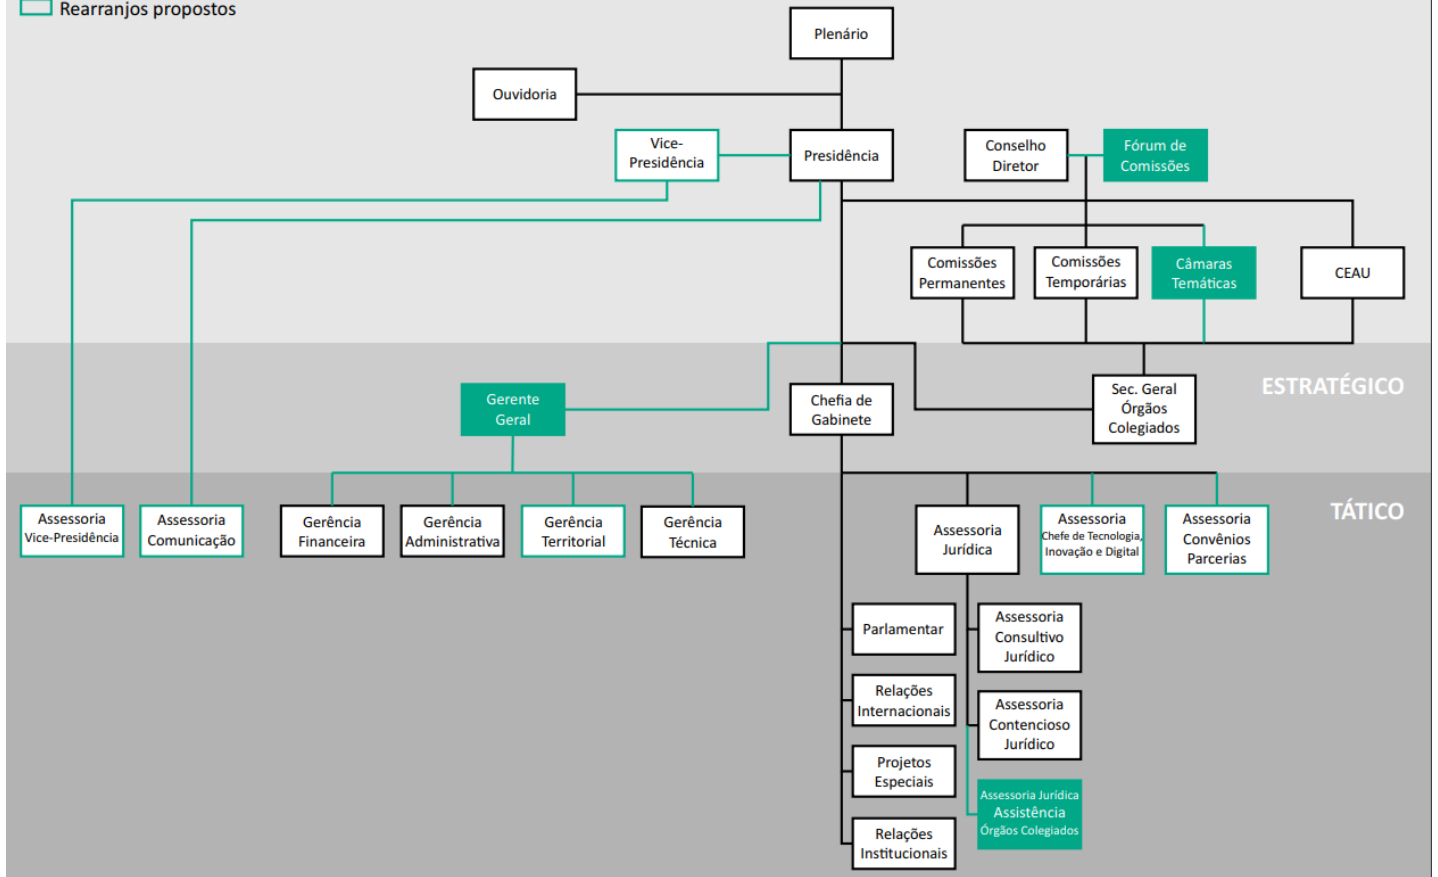 Rearranjos propostos
Plenário
Ouvidoria
Vice-
Presidência
Presidência
Conselho
Diretor
Fórum de
Comissões
Comissões
Permanentes
Comissões
Temporárias
Câmaras
Temáticas
CEAU
ESTRATÉGICO
Gerente
Geral
Chefia de
Gabinete
Sec. Geral
Órgãos
Colegiados
TÁTICO
Assessoria
Vice-Presidência
Assessoria
Comunicação
Gerência
Financeira
Gerência
Administrativa
Gerência
Territorial
Gerência
Técnica
Assessoria
Jurídica
Assessoria
Chefe de Tecnologia,
Inovação e Digital
Assessoria
Convênios
Parcerias
Parlamentar
Assessoria
Consultivo
Jurídico
Relações
Internacionais
Assessoria
Contencioso
Jurídico
Projetos
Especiais
Assessoria Jurídica
Assistência
Órgãos Colegiados
Relações
Institucionais